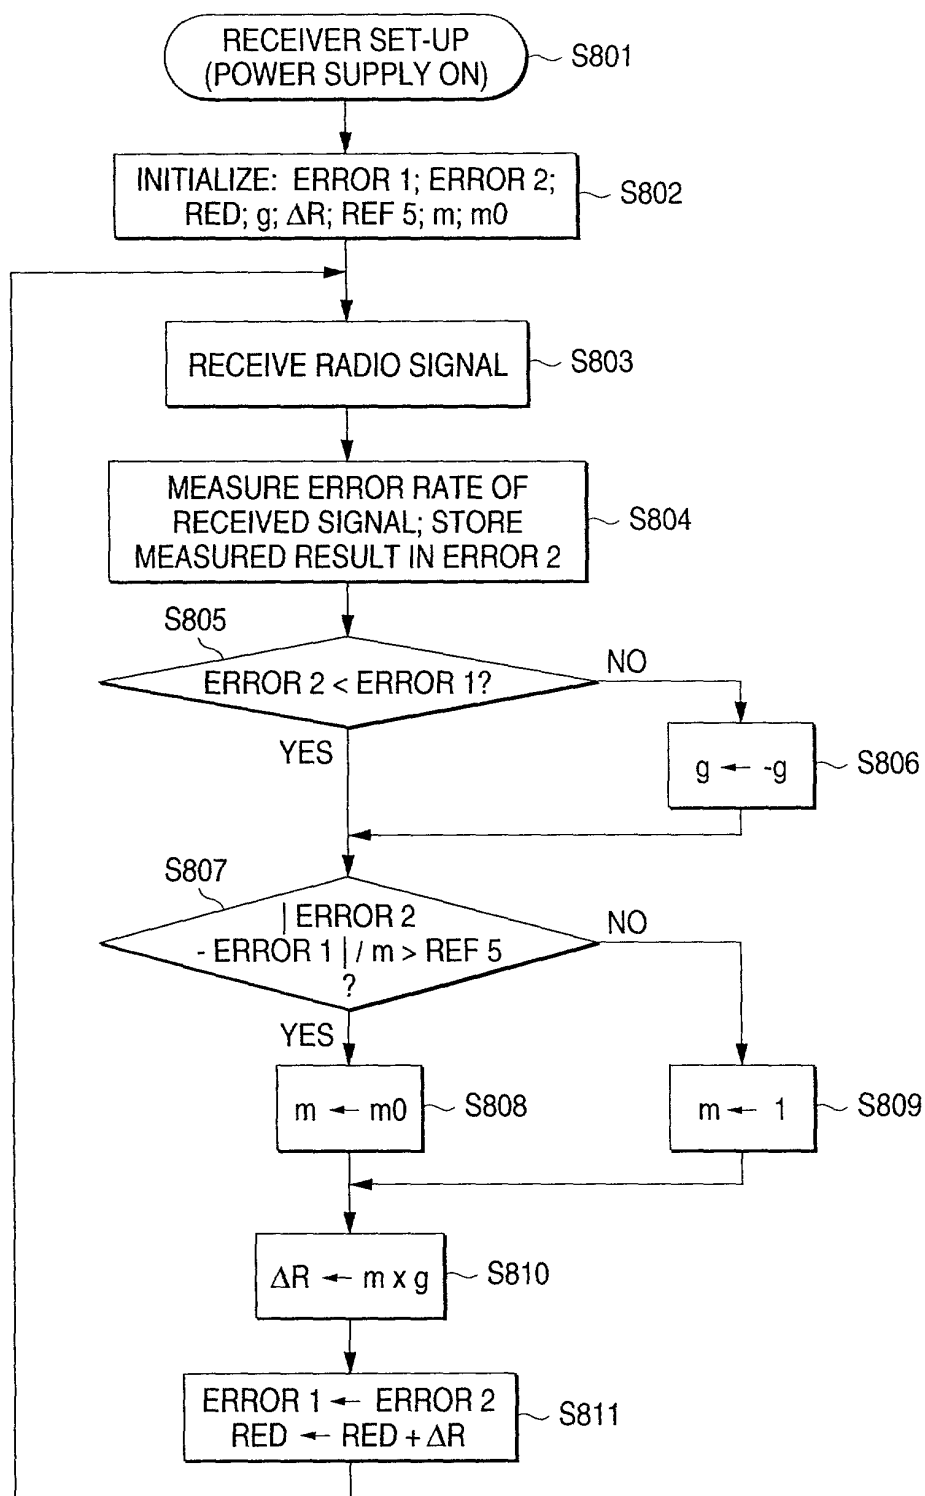 RECEIVER SET-UP
(POWER SUPPLY ON)
S801
INITIALIZE: ERROR 1; ERROR 2;
RED; g; ΔR; REF 5; m; m0
S802
RECEIVE RADIO SIGNAL
S803
MEASURE ERROR RATE OF
RECEIVED SIGNAL; STORE
MEASURED RESULT IN ERROR 2
S804
S805
ERROR 2 < ERROR 1?
NO
YES
g ← -g
S806
S807
| ERROR 2
- ERROR 1 | / m > REF 5
?
NO
YES
m ← m0
S808
m ← 1
S809
ΔR ← m x g
S810
ERROR 1 ← ERROR 2
RED ← RED + ΔR
S811